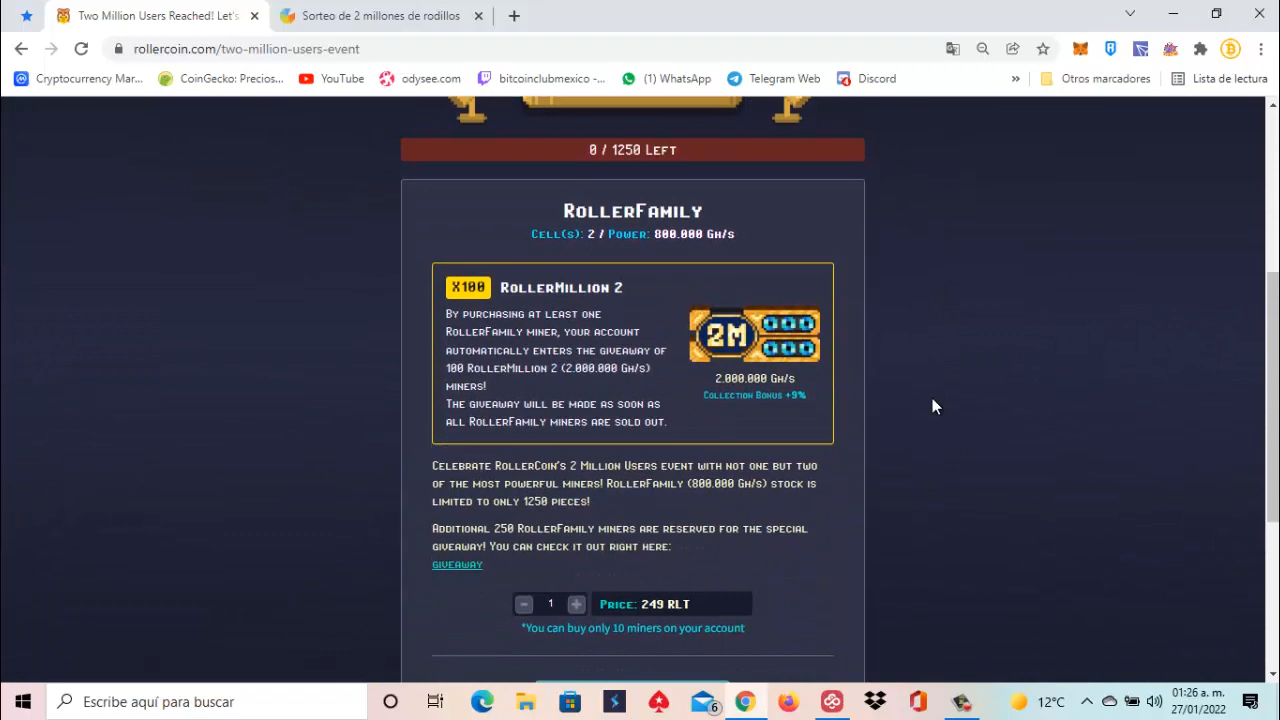 Two Million Users Reached! Let's
Sorteo de 2 millones de rodillos
rollercoin.com/two-million-users-event
Cryptocurrency Mar...
CoinGecko: Precios...
YouTube
odysee.com
bitcoinclubmexico -...
(1) WhatsApp
Telegram Web
Discord
»
Otros marcadores
Lista de lectura
0 / 1250 Left
RollerFamily
Cell(s): 2 / Power: 800.000 Gh/s
X100 RollerMillion 2
By purchasing at least one
RollerFamily miner, your account
automatically enters the giveaway of
100 RollerMillion 2 (2.000.000 Gh/s)
miners!
The giveaway will be made as soon as
all RollerFamily miners are sold out.
2M
2.000.000 Gh/s
Collection Bonus +9%
Celebrate RollerCoin's 2 Million Users event with not one but two
of the most powerful miners! RollerFamily (800.000 Gh/s) stock is
limited to only 1250 pieces!
Additional 250 RollerFamily miners are reserved for the special
giveaway! You can check it out right here:
giveaway
- 1 + Price: 249 RLT
*You can buy only 10 miners on your account
Escribe aquí para buscar
6
12°C
01:26 a. m.
27/01/2022